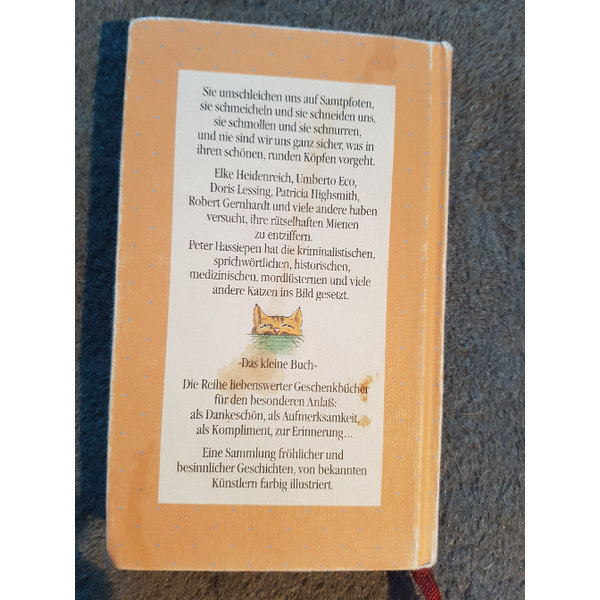 Sie umschleichen uns auf Samtpfoten,
sie schmeicheln und sie schneiden uns,
sie schmollen und sie schnurren,
und nie sind wir uns ganz sicher, was in
ihren schönen, runden Köpfen vorgeht.
Elke Heidenreich, Umberto Eco,
Doris Lessing, Patricia Highsmith,
Robert Gernhardt und viele andere haben
versucht, ihre rätselhaften Mienen
zu entziffern.
Peter Hassiepen hat die kriminalistischen,
sprichwörtlichen, historischen,
medizinischen, mordlüsternen und viele
andere Katzen ins Bild gesetzt.
»Das kleine Buch«
Die Reihe liebenswerter Geschenkbücher
für den besonderen Anlaß:
als Dankeschön, als Aufmerksamkeit,
als Kompliment, zur Erinnerung...
Eine Sammlung fröhlicher und
besinnlicher Geschichten, von bekannten
Künstlern farbig illustriert.